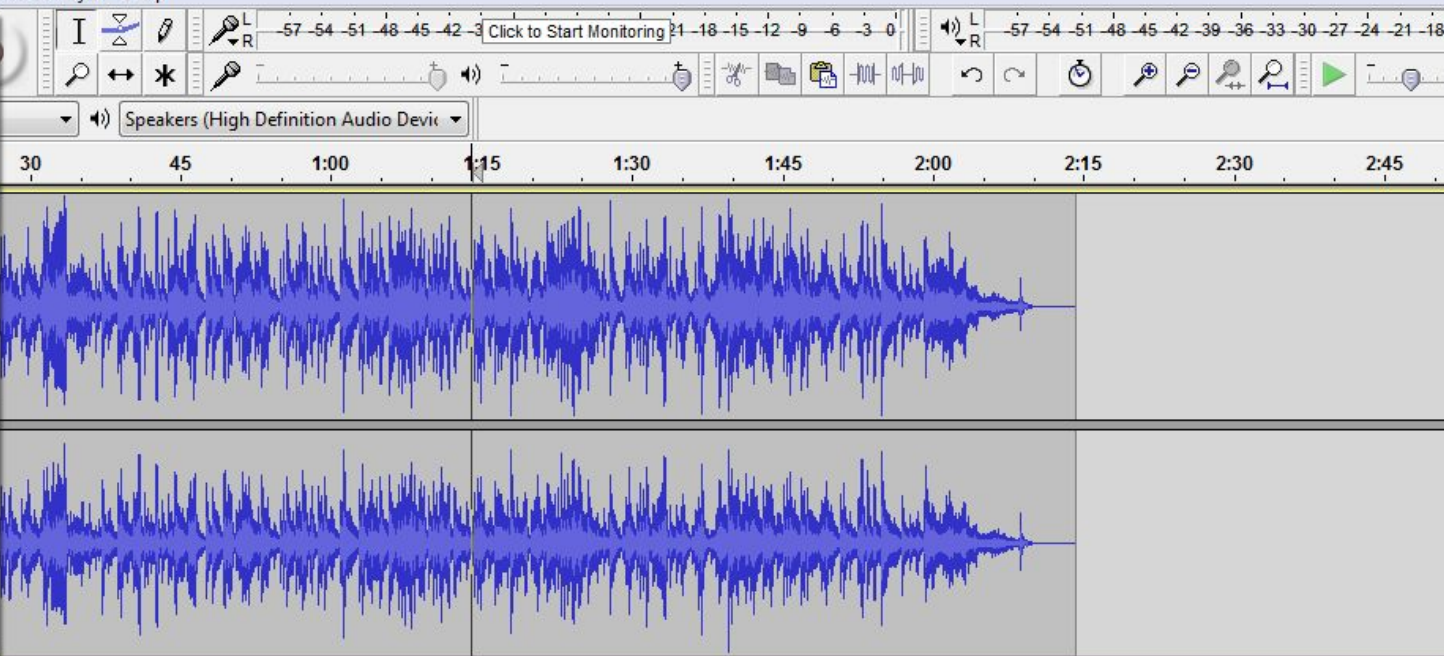 L
R
-57 -54 -51 -48 -45 -42 -3 Click to Start Monitoring 21 -18 -15 -12 -9 -6 -3 0
L
R
-57 -54 -51 -48 -45 -42 -39 -36 -33 -30 -27 -24 -21 -18
Speakers (High Definition Audio Devic
30 45 1:00 1:15 1:30 1:45 2:00 2:15 2:30 2:45